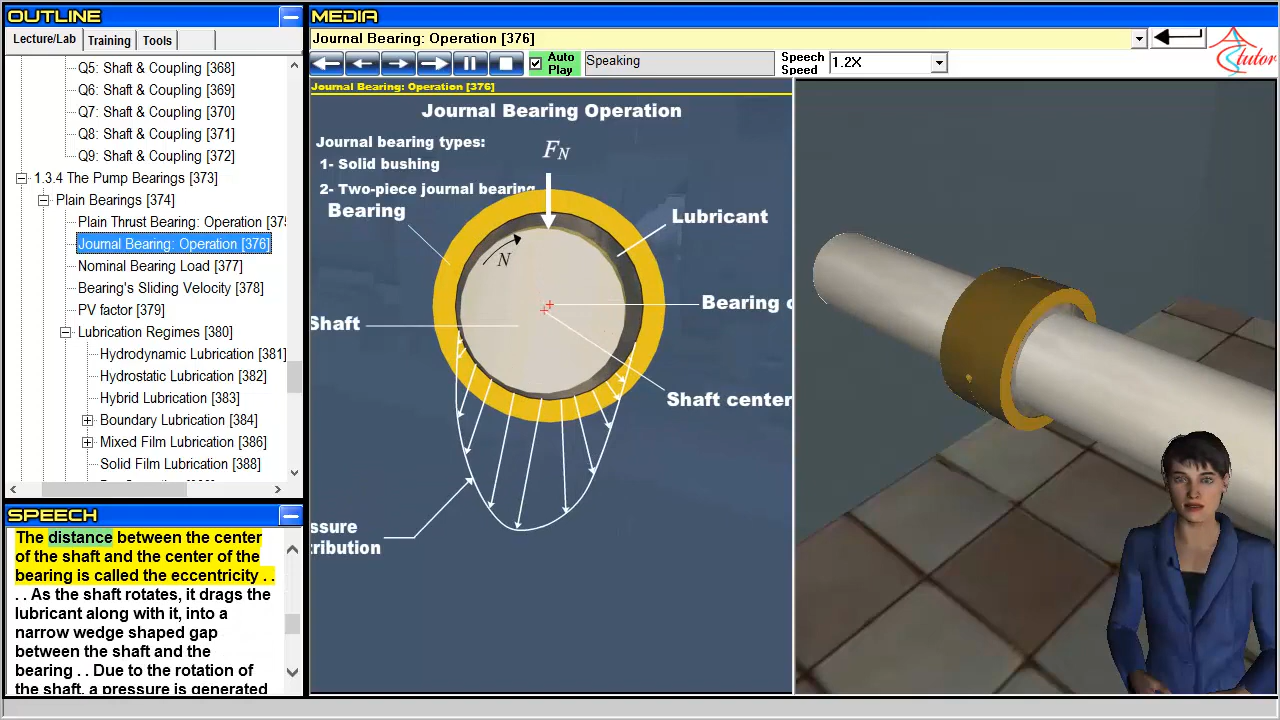 OUTLINE
Lecture/Lab Training Tools
Q5: Shaft & Coupling [368]
Q6: Shaft & Coupling [369]
Q7: Shaft & Coupling [370]
Q8: Shaft & Coupling [371]
Q9: Shaft & Coupling [372]
1.3.4 The Pump Bearings [373]
Plain Bearings [374]
Plain Thrust Bearing: Operation [375
Journal Bearing: Operation [376]
Nominal Bearing Load [377]
Bearing's Sliding Velocity [378]
PV factor [379]
Lubrication Regimes [380]
Hydrodynamic Lubrication [381]
Hydrostatic Lubrication [382]
Hybrid Lubrication [383]
Boundary Lubrication [384]
Mixed Film Lubrication [386]
Solid Film Lubrication [388]
SPEECH
The distance between the center
of the shaft and the center of the
bearing is called the eccentricity . .
. . As the shaft rotates, it drags the
lubricant along with it, into a
narrow wedge shaped gap
between the shaft and the
bearing . . Due to the rotation of
the shaft, a pressure is generated
MEDIA
Journal Bearing: Operation [376]
Auto
Play
Speaking
Speech
Speed
1.2X
tutor
Journal Bearing: Operation [376]
Journal Bearing Operation
Journal bearing types:
1- Solid bushing
2- Two-piece journal bearing
FN
Bearing
Lubricant
N
Bearing c
Shaft
Shaft center
ssure
tribution